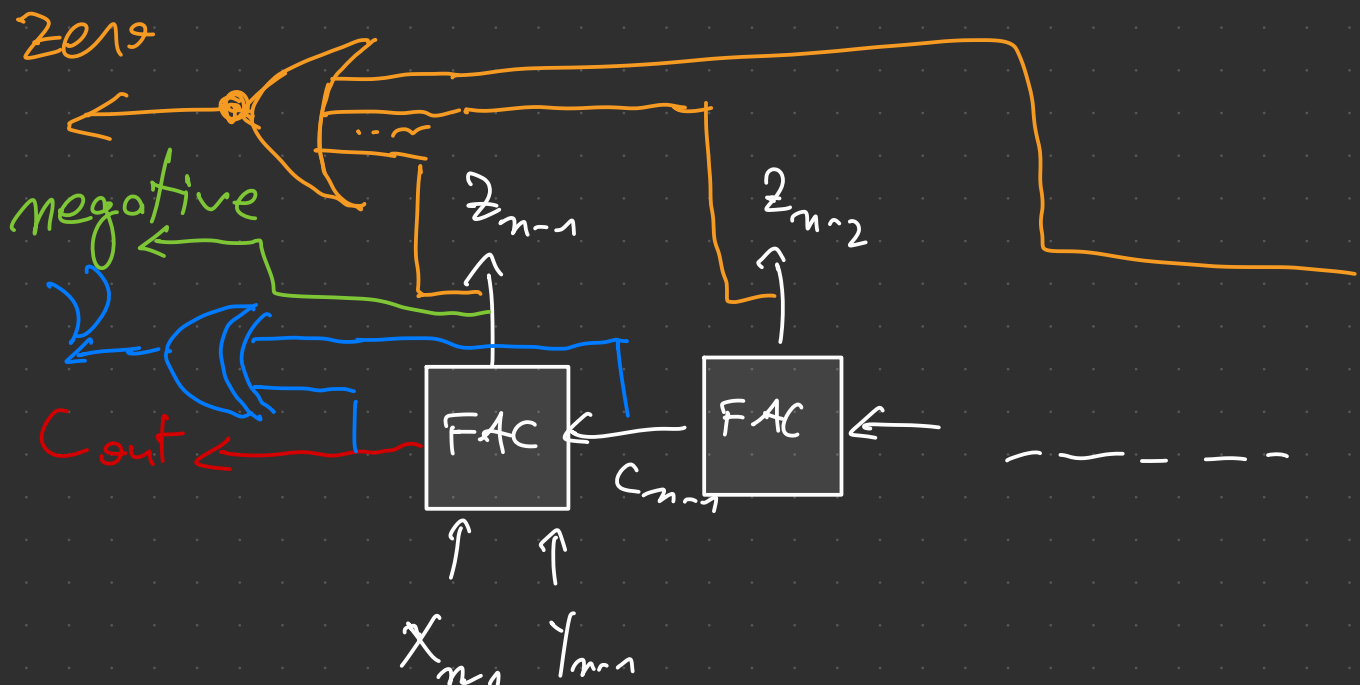 Zero
negative
Z n-1
Z n-2
V
Cout
FAC
FAC
C n-1
X n-1
Y n-1